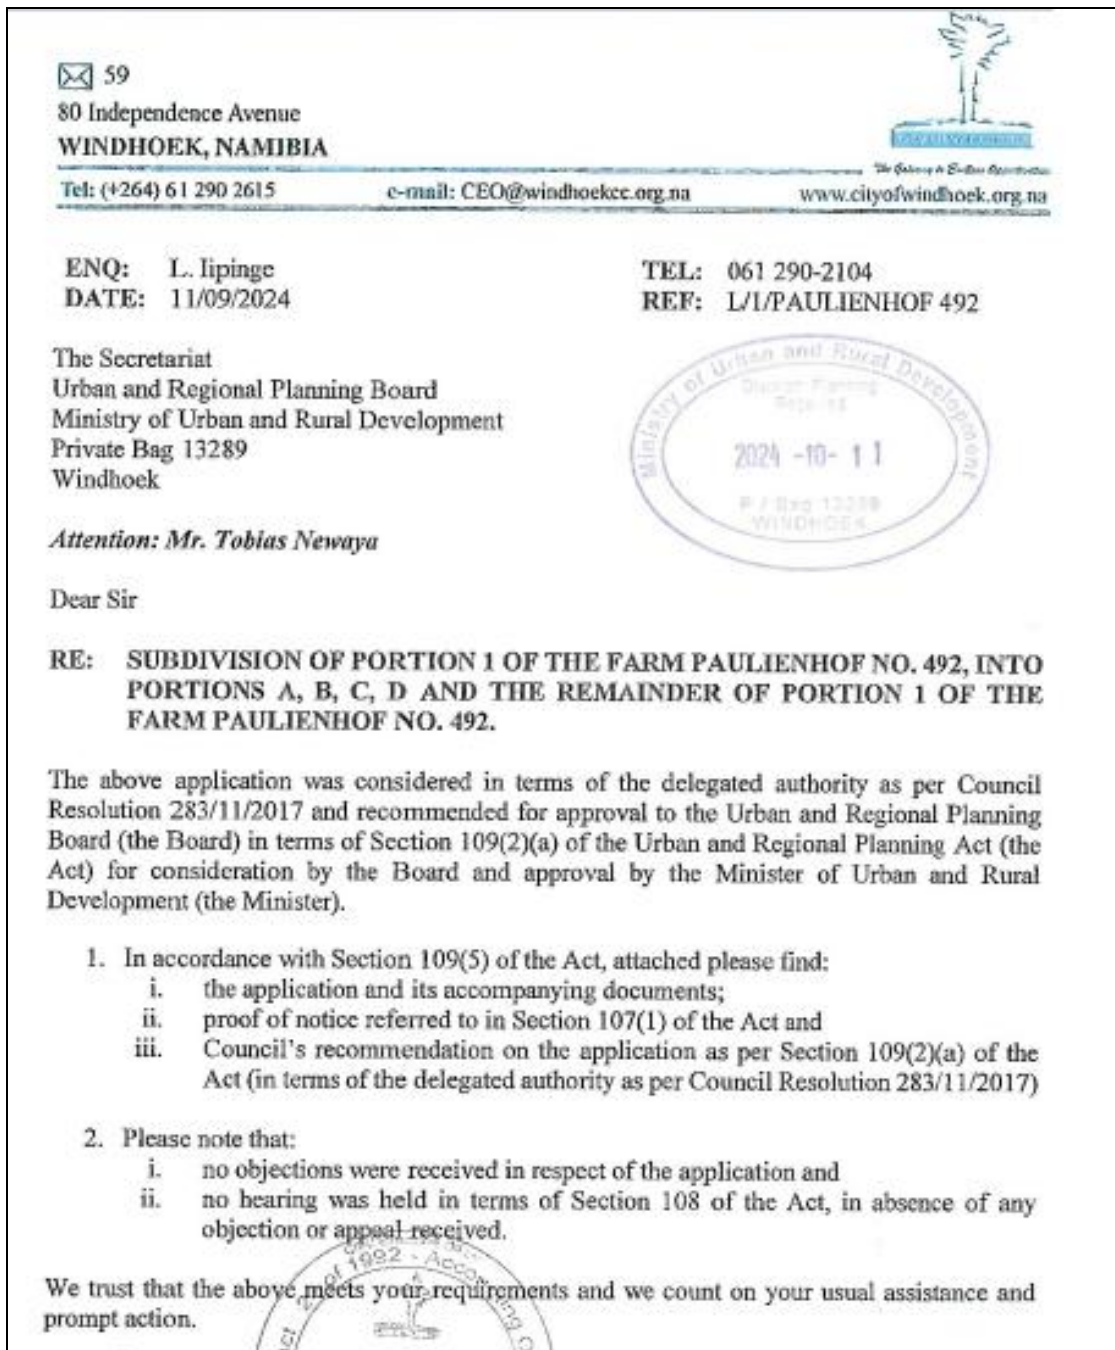 59
80 Independence Avenue
WINDHOEK, NAMIBIA
Tel: (+264) 61 290 2615 e-mail: CEO@windhoekcc.org.na www.cityofwindhoek.org.na
ENQ: L. Iipinge TEL: 061 290-2104
DATE: 11/09/2024 REF: L/1/PAULIENHOF 492
The Secretariat
Urban and Regional Planning Board
Ministry of Urban and Rural Development
Private Bag 13289
Windhoek
Ministry of Urban and Rural Development
2024 -10- 11
P / Bag 13289
WINDHOEK
Attention: Mr. Tobias Newaya
Dear Sir
RE: SUBDIVISION OF PORTION 1 OF THE FARM PAULIENHOF NO. 492, INTO
PORTIONS A, B, C, D AND THE REMAINDER OF PORTION 1 OF THE
FARM PAULIENHOF NO. 492.
The above application was considered in terms of the delegated authority as per Council
Resolution 283/11/2017 and recommended for approval to the Urban and Regional Planning
Board (the Board) in terms of Section 109(2)(a) of the Urban and Regional Planning Act (the
Act) for consideration by the Board and approval by the Minister of Urban and Rural
Development (the Minister).
1. In accordance with Section 109(5) of the Act, attached please find:
i. the application and its accompanying documents;
ii. proof of notice referred to in Section 107(1) of the Act and
iii. Council's recommendation on the application as per Section 109(2)(a) of the
Act (in terms of the delegated authority as per Council Resolution 283/11/2017)
2. Please note that:
i. no objections were received in respect of the application and
ii. no hearing was held in terms of Section 108 of the Act, in absence of any
objection or appeal received.
We trust that the above meets your requirements and we count on your usual assistance and
prompt action.
of 1992